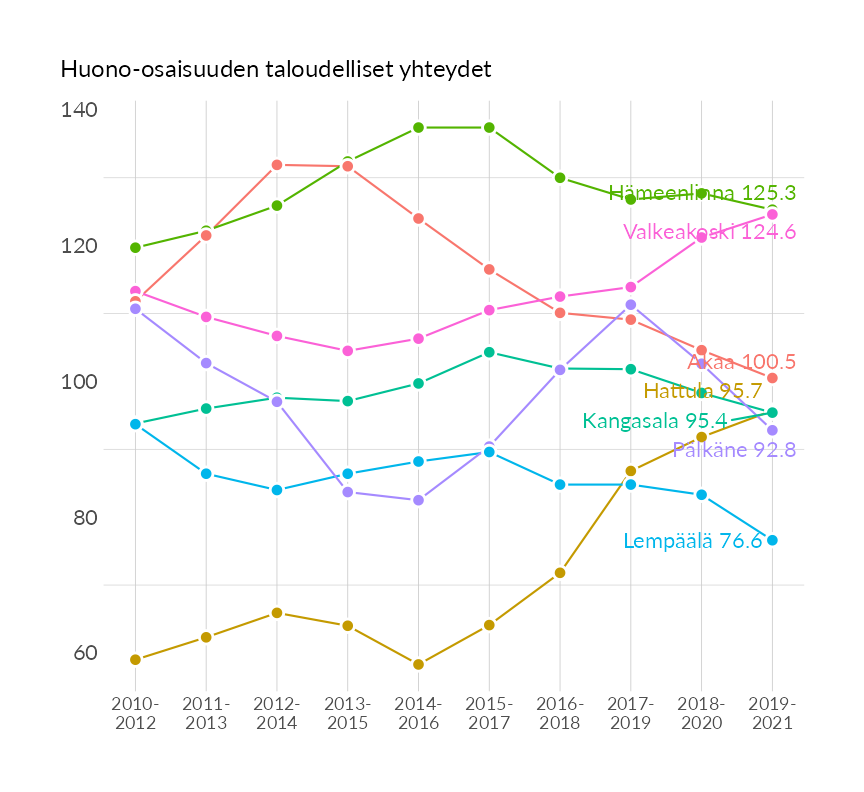 Huono-osaisuuden taloudelliset yhteydet
140
120
100
80
60
Hämeenlinna 125.3
Valkeakoski 124.6
Akaa 100.5
Hattula 95.7
Kangasala 95.4
Pälkäne 92.8
Lempäälä 76.6
2010- 2011- 2012- 2013- 2014- 2015- 2016- 2017- 2018- 2019-
2012 2013 2014 2015 2016 2017 2018 2019 2020 2021